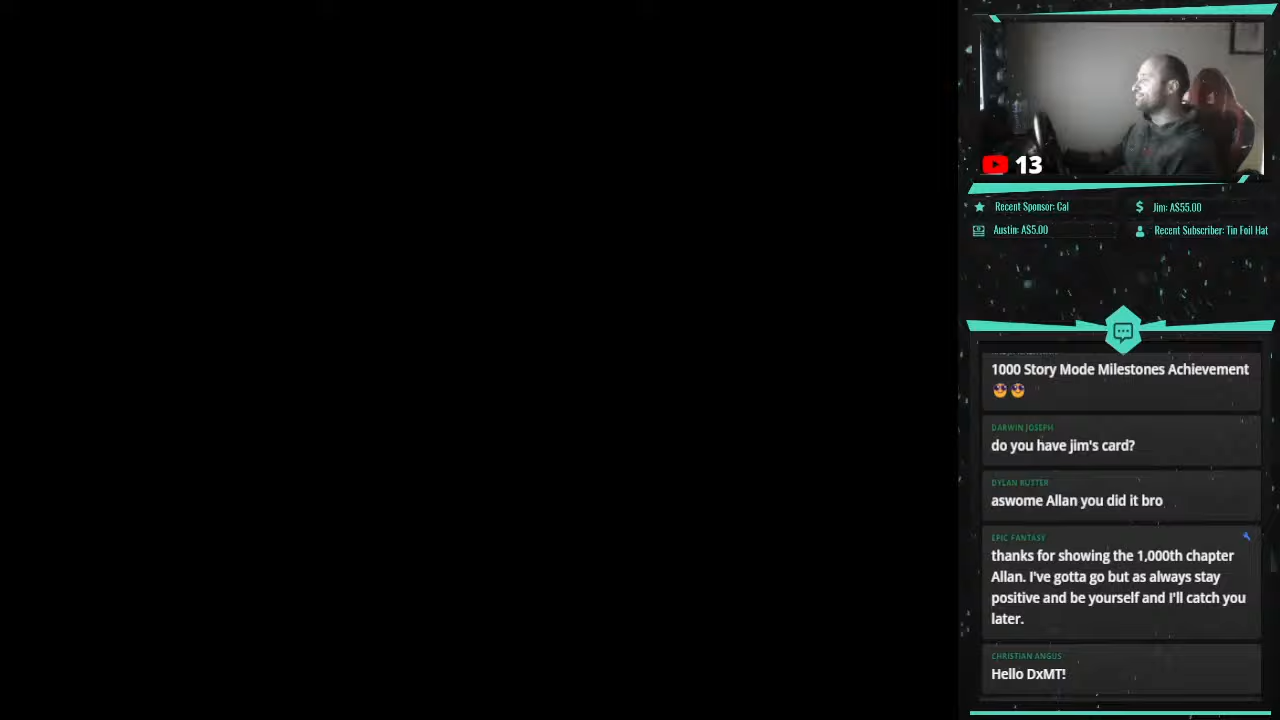 13
Recent Sponsor: Cal
Jim: A$55.00
Austin: A$5.00
Recent Subscriber: Tin Foil Hat
1000 Story Mode Milestones Achievement
DARWIN JOSEPH
do you have jim's card?
DYLAN RUTTER
aswome Allan you did it bro
EPIC FANTASY
thanks for showing the 1,000th chapter
Allan. I've gotta go but as always stay
positive and be yourself and I'll catch you
later.
CHRISTIAN ANGUS
Hello DxMT!